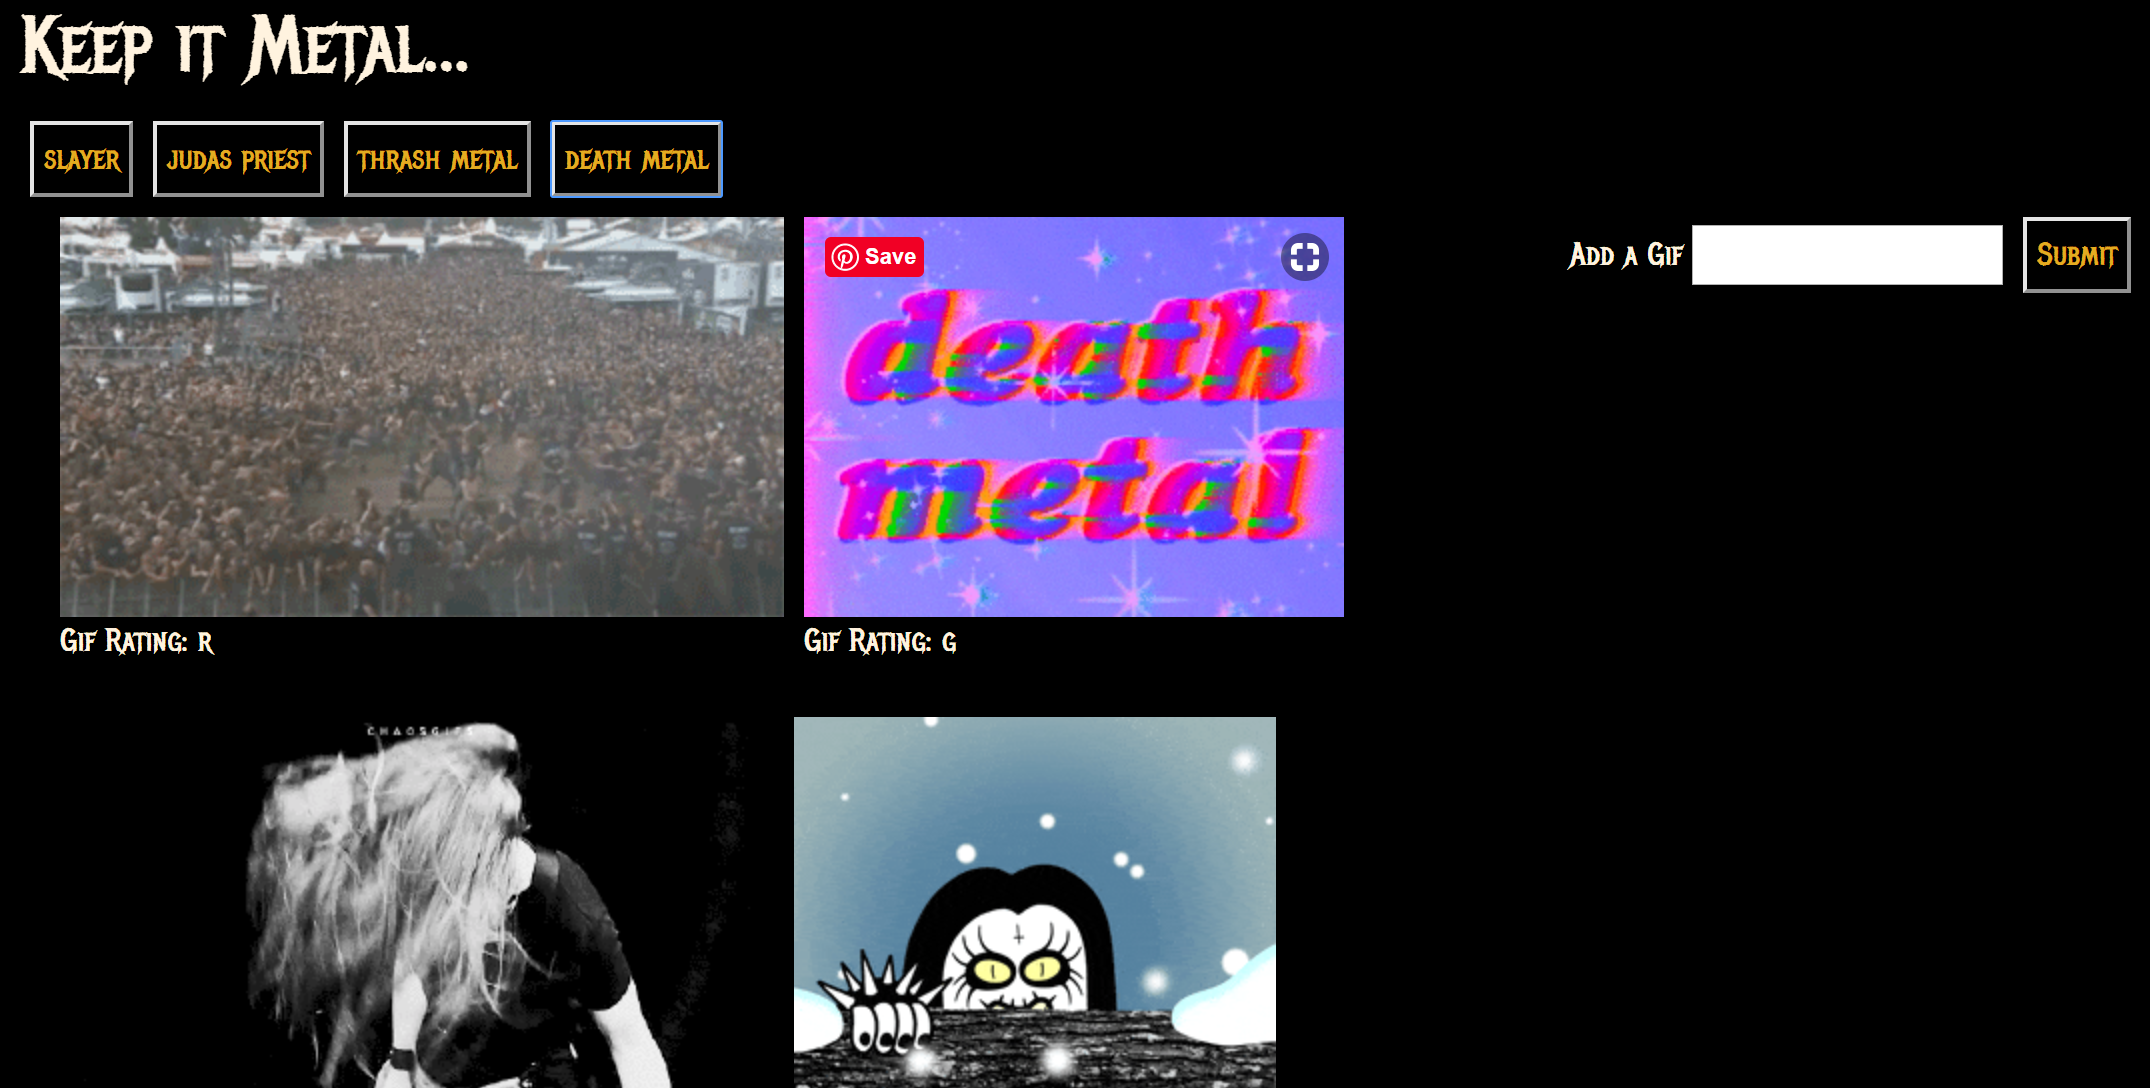 Keep it Metal...
SLAYER
JUDAS PRIEST
THRASH METAL
DEATH METAL
Save
death
metal
Add a Gif
Submit
Gif Rating: R
Gif Rating: G
CHAOSGIFS